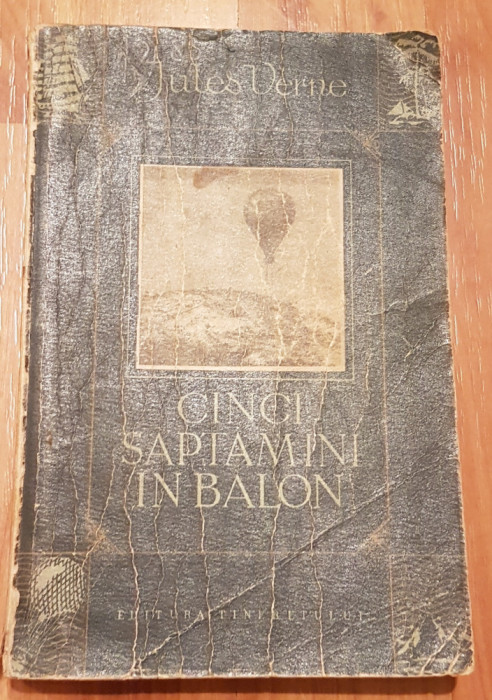 Jules Verne
CINCI
SAPTAMINI
IN BALON
EDITURA TINERETULUI